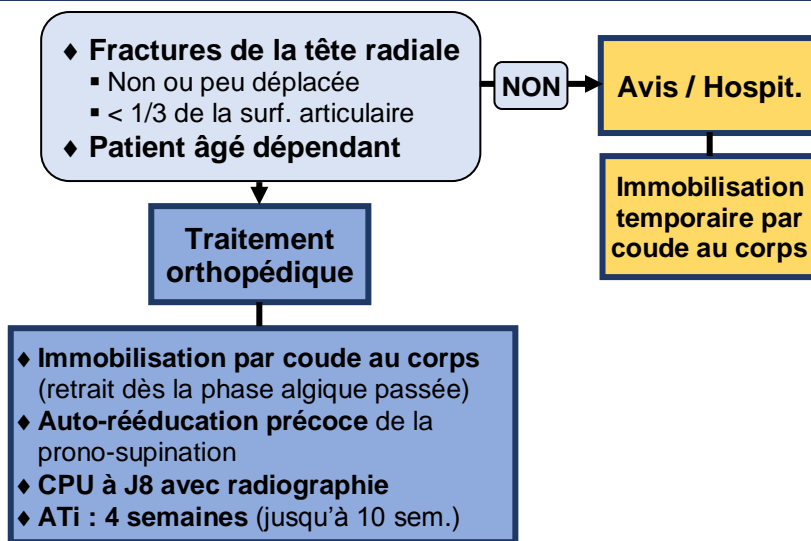 ♦ Fractures de la tête radiale
▪ Non ou peu déplacée
▪ < 1/3 de la surf. articulaire
♦ Patient âgé dépendant
NON
Avis / Hospit.
Immobilisation
temporaire par
coude au corps
Traitement
orthopédique
♦ Immobilisation par coude au corps
(retrait dès la phase algique passée)
♦ Auto-rééducation précoce de la
prono-supination
♦ CPU à J8 avec radiographie
♦ ATi : 4 semaines (jusqu'à 10 sem.)